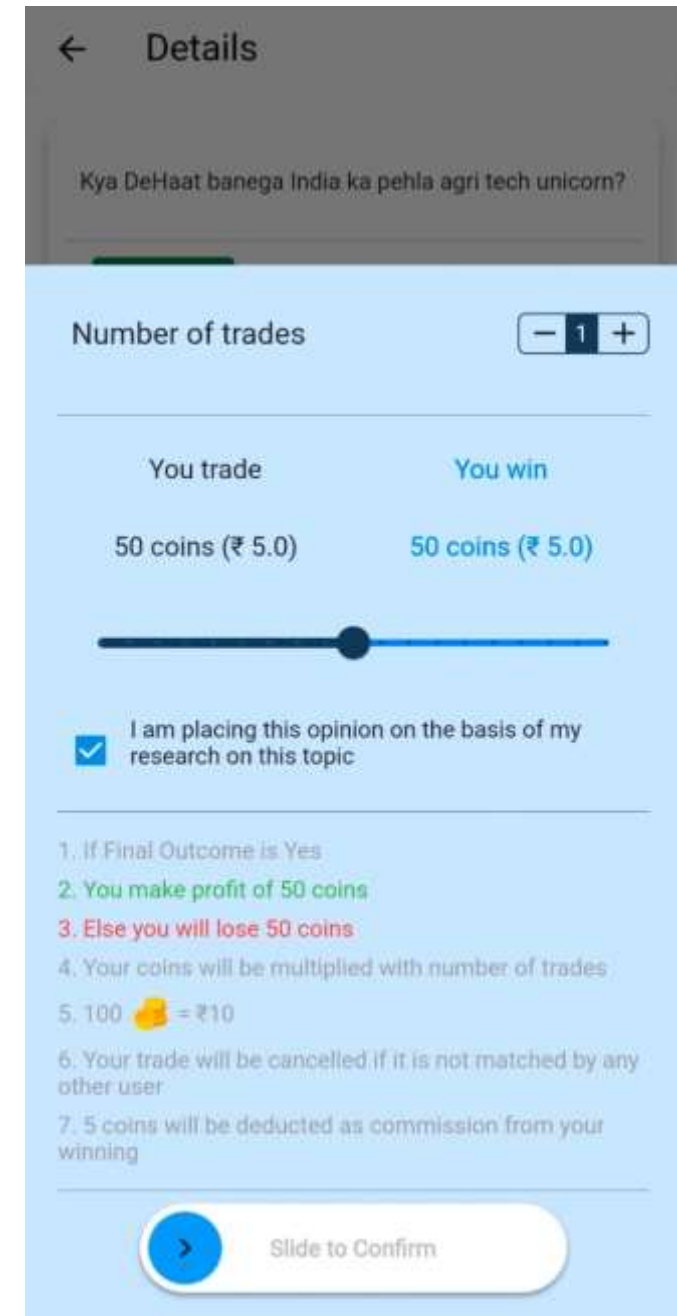 Details
Kya DeHaat banega India ka pehla agri tech unicorn?
Number of trades
1
You trade
You win
50 coins (₹ 5.0)
50 coins (₹ 5.0)
I am placing this opinion on the basis of my
research on this topic
1. If Final Outcome is Yes
2. You make profit of 50 coins
3. Else you will lose 50 coins
4. Your coins will be multiplied with number of trades
5. 100 = ₹10
6. Your trade will be cancelled if it is not matched by any
other user
7. 5 coins will be deducted as commission from your
winning
Slide to Confirm